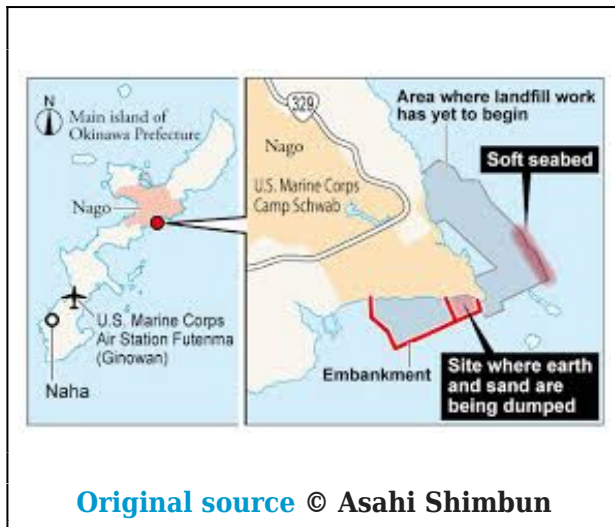 N
Main island of
Okinawa Prefecture
Nago
U.S. Marine Corps
Air Station Futenma
(Ginowan)
Naha
329
Nago
U.S. Marine Corps
Camp Schwab
Area where landfill work
has yet to begin
Soft seabed
Embankment
Site where earth
and sand are
being dumped
Original source © Asahi Shimbun